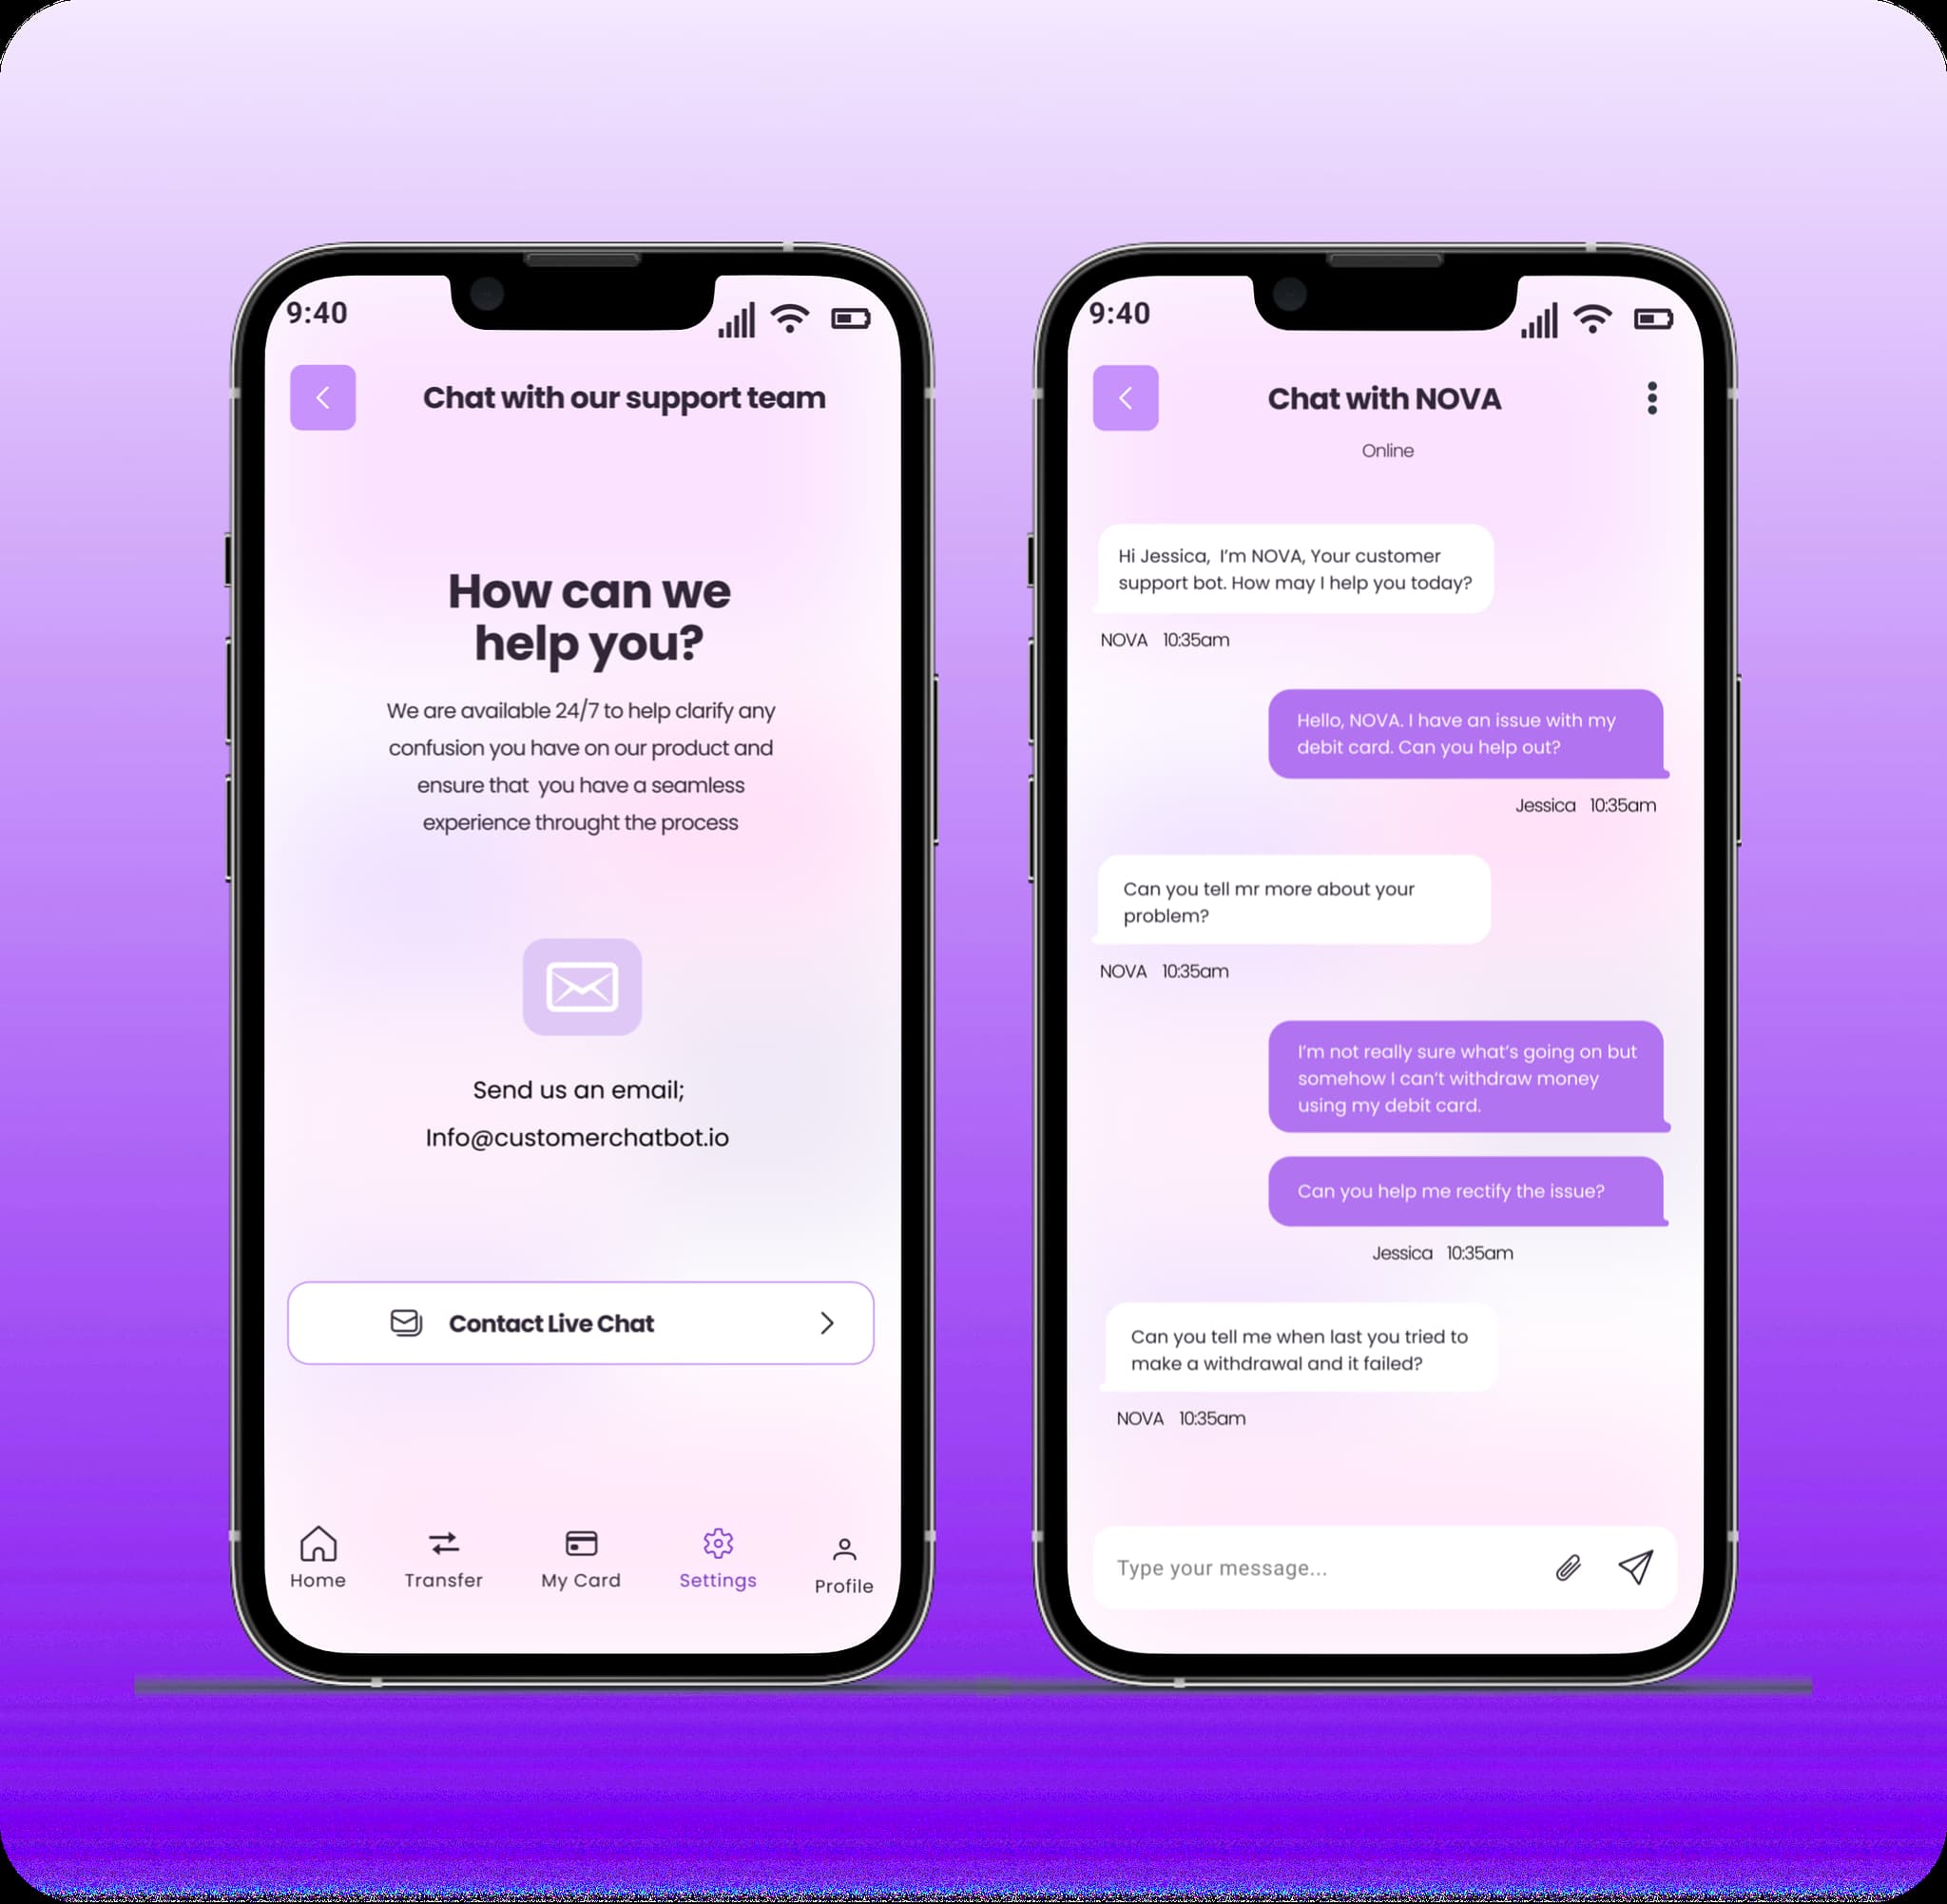 9:40
Chat with our support team
How can we
help you?
We are available 24/7 to help clarify any
confusion you have on our product and
ensure that  you have a seamless
experience throught the process
Send us an email;
Info@customerchatbot.io
Contact Live Chat
Home
Transfer
My Card
Settings
Profile
9:40
Chat with NOVA
Online
Hi Jessica,  I'm NOVA, Your customer
support bot. How may I help you today?
NOVA 10:35am
Hello, NOVA. I have an issue with my
debit card. Can you help out?
Jessica 10:35am
Can you tell mr more about your
problem?
NOVA 10:35am
I'm not really sure what's going on but
somehow I can't withdraw money
using my debit card.
Can you help me rectify the issue?
Jessica 10:35am
Can you tell me when last you tried to
make a withdrawal and it failed?
NOVA 10:35am
Type your message...